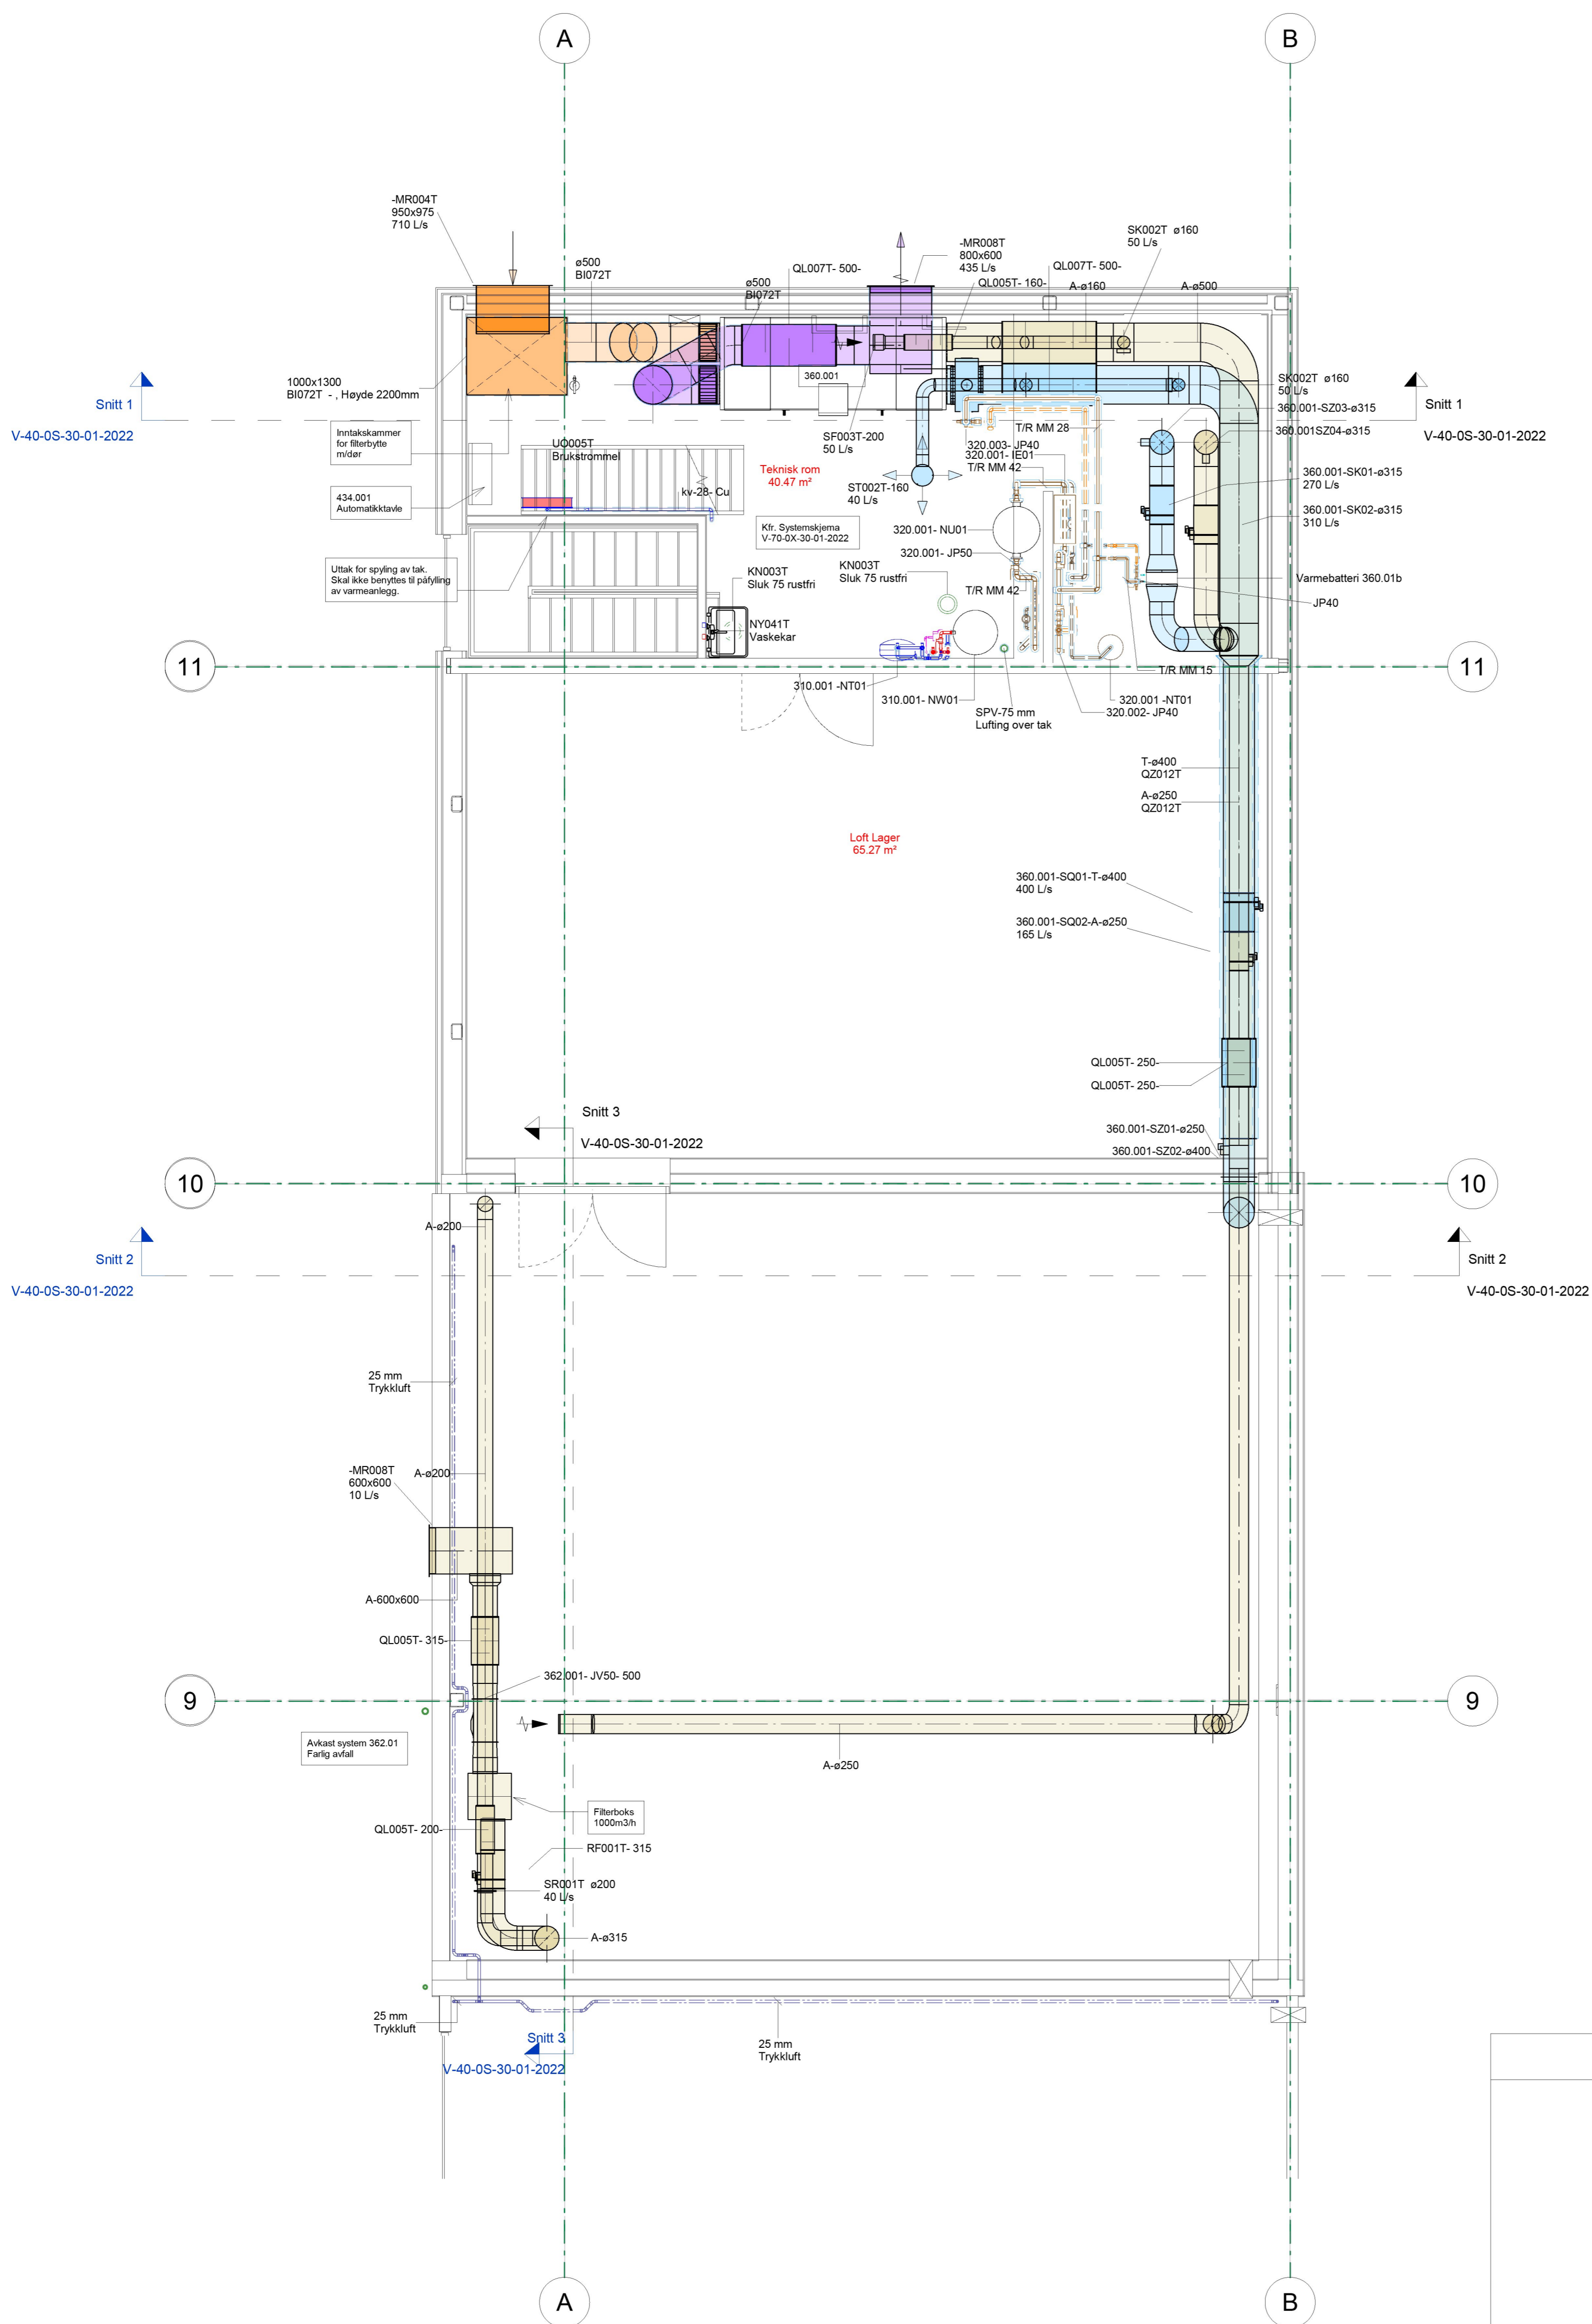 A
B
-MR004T
950x975
710 L/s
ø500
BI072T
ø500
BI072T
QL007T- 500-
-MR008T
800x600
435 L/s
QL005T- 160-
QL007T- 500-
A-ø160
SK002T ø160
50 L/s
A-ø500
1000x1300
BI072T - , Høyde 2200mm
360.001
SK002T ø160
50 L/s
Snitt 1
V-40-0S-30-01-2022
Snitt 1
V-40-0S-30-01-2022
360.001-SZ03-ø315
360.001SZ04-ø315
Inntakskammer
for filterbytte
m/dør
UO005T
Brukstrømmel
SF003T-200
50 L/s
T/R MM 28
320.003- JP40
320.001- IE01
T/R MM 42
Teknisk rom
40.47 m²
360.001-SK01-ø315
270 L/s
434.001
Automatikktavle
kv-28- Cu
ST002T-160
40 L/s
360.001-SK02-ø315
310 L/s
Kfr. Systemskjema
V-70-0X-30-01-2022
320.001- NU01
320.001- JP50
Uttak for spyling av tak.
Skal ikke benyttes til påfylling
av varmeanlegg.
KN003T
Sluk 75 rustfri
KN003T
Sluk 75 rustfri
T/R MM 42
Varmebatteri 360.01b
JP40
NY041T
Vaskekar
11
11
T/R MM 15
310.001 -NT01
310.001- NW01
320.001 -NT01
320.002- JP40
SPV-75 mm
Lufting over tak
T-ø400
QZ012T
A-ø250
QZ012T
Loft Lager
65.27 m²
360.001-SQ01-T-ø400
400 L/s
360.001-SQ02-A-ø250
165 L/s
QL005T- 250-
QL005T- 250-
Snitt 3
V-40-0S-30-01-2022
360.001-SZ01-ø250
360.001-SZ02-ø400
10
10
A-ø200
Snitt 2
V-40-0S-30-01-2022
Snitt 2
V-40-0S-30-01-2022
25 mm
Trykkluft
-MR008T
600x600
10 L/s
A-ø200
A-600x600
QL005T- 315-
362.001- JV50- 500
9
9
Avkast system 362.01
Farlig avfall
A-ø250
Filterboks
1000m3/h
QL005T- 200-
RF001T- 315
SR001T ø200
40 L/s
A-ø315
25 mm
Trykkluft
Snitt 3
V-40-0S-30-01-2022
25 mm
Trykkluft
A
B